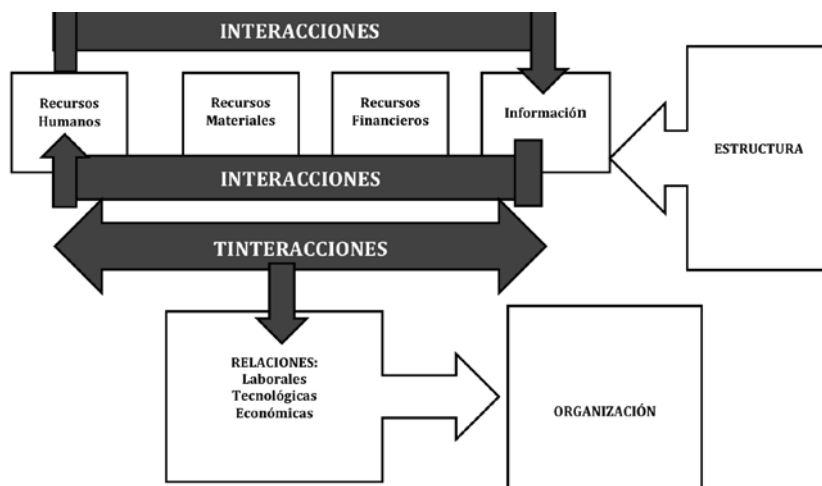 INTERACCIONES
Recursos
Humanos
Recursos
Materiales
Recursos
Financieros
Información
ESTRUCTURA
INTERACCIONES
TINTERACCIONES
RELACIONES:
Laborales
Tecnológicas
Económicas
ORGANIZACIÓN